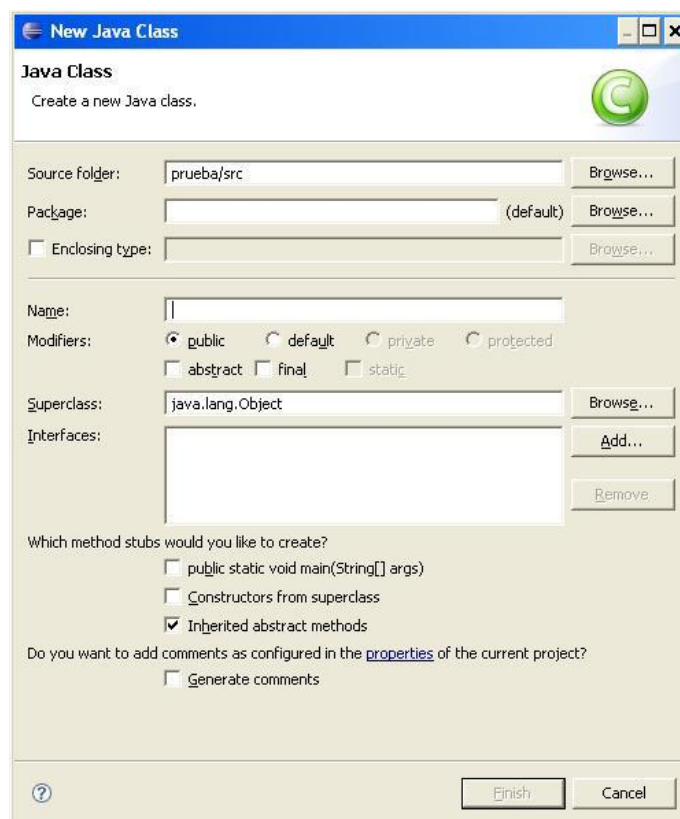 New Java Class
Java Class
Create a new Java class.
Source folder: prueba/src Browse...
Package: (default) Browse...
Enclosing type: Browse...
Name:
Modifiers: public default private protected
abstract final static
Superclass: java.lang.Object Browse...
Interfaces: Add...
Remove
Which method stubs would you like to create?
public static void main(String[] args)
Constructors from superclass
Inherited abstract methods
Do you want to add comments as configured in the properties of the current project?
Generate comments
Finish Cancel